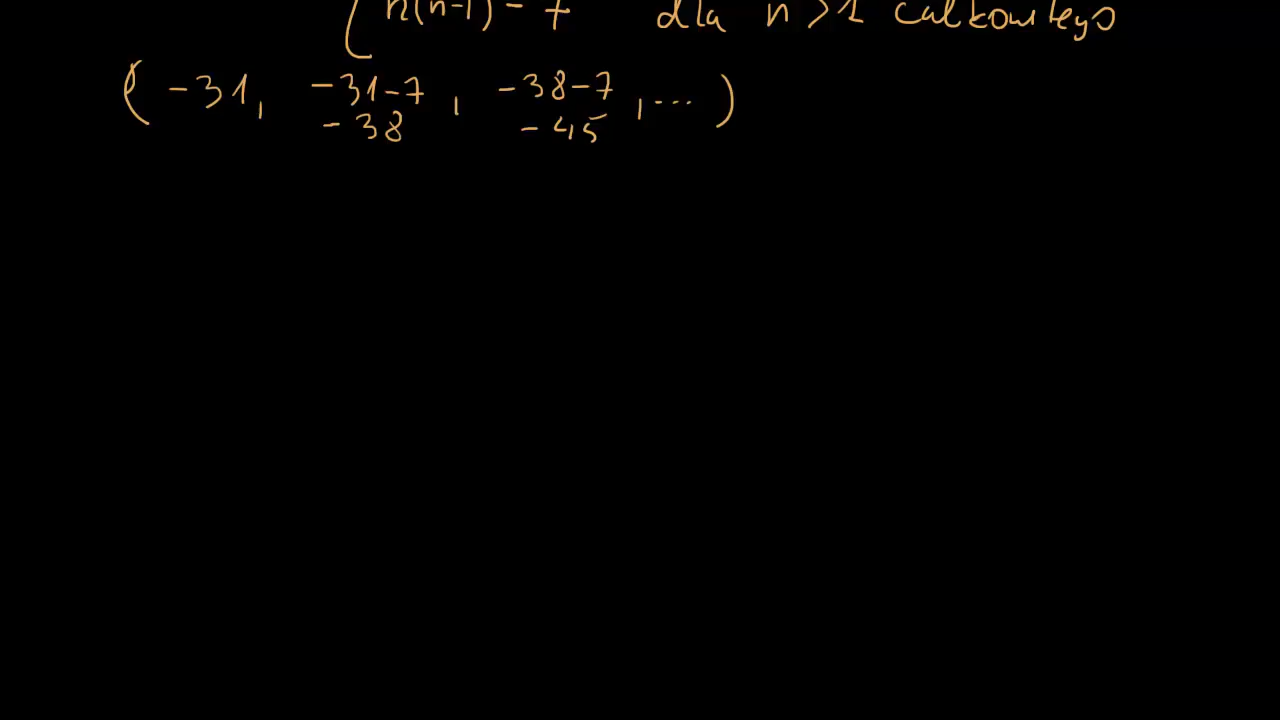 h(n-1) - 7 dla n > 1 całkowitego
( -31, -31-7, -38-7, ... )
-38 -45